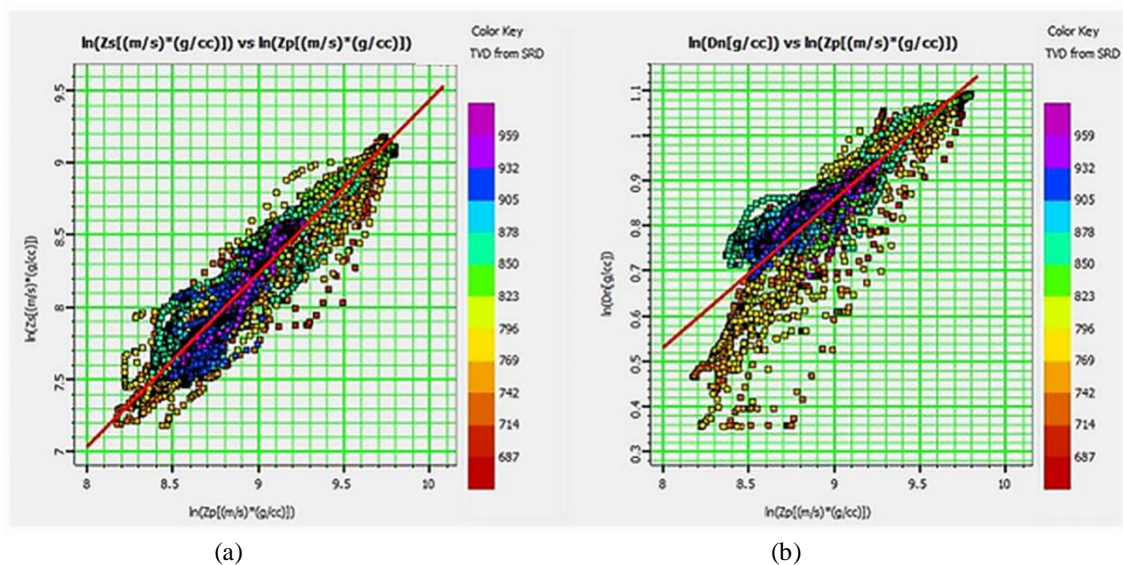 ln(Zs[(m/s)*(g/cc)]) vs ln(Zp[(m/s)*(g/cc)])
Color Key
TVD from SRD
9.5
9
8.5
8
7.5
7
ln(Zs[(m/s)*(g/cc)])
8 8.5 9 9.5 10
ln(Zp[(m/s)*(g/cc)])
959
932
905
878
850
823
796
769
742
714
687
(a)
ln(Dn[g/cc]) vs ln(Zp[(m/s)*(g/cc)])
Color Key
TVD from SRD
1.1
1
0.9
0.8
0.7
0.6
0.5
0.4
0.3
ln(Dn[g/cc])
8 8.5 9 9.5 10
ln(Zp[(m/s)*(g/cc)])
959
932
905
878
850
823
796
769
742
714
687
(b)